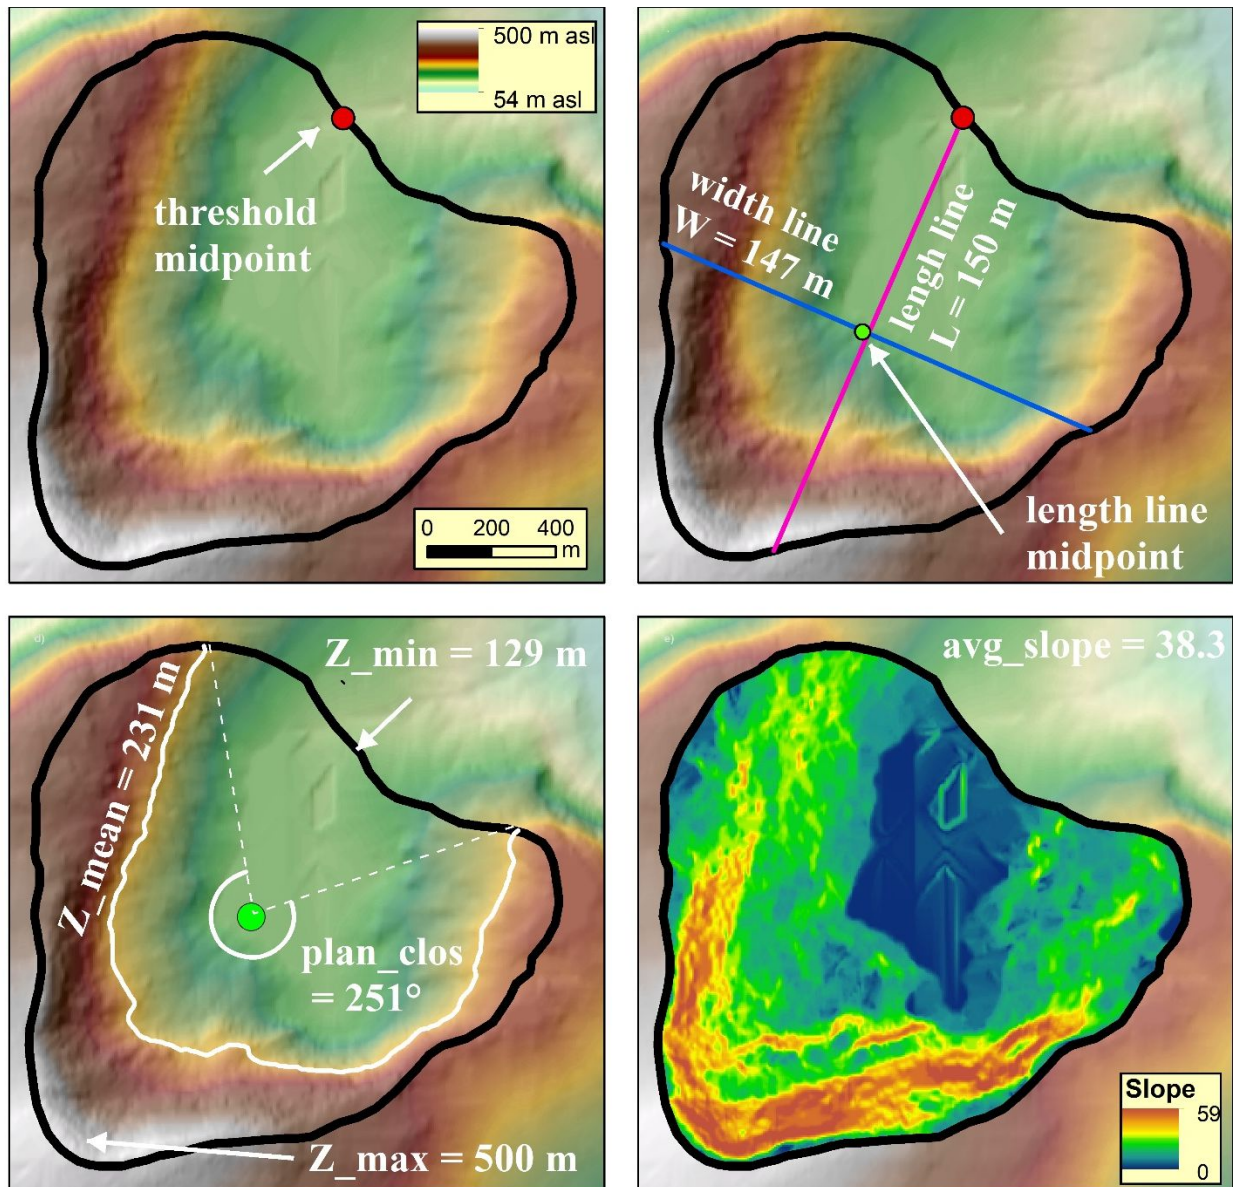 500 m asl
54 m asl
threshold
midpoint
0 200 400
m
width line
W = 147 m
lengh line
L = 150 m
length line
midpoint
d)
Z_min = 129 m
Z_mean = 231 m
plan_clos
= 251°
Z_max = 500 m
e)
avg_slope = 38.3
Slope
59
0